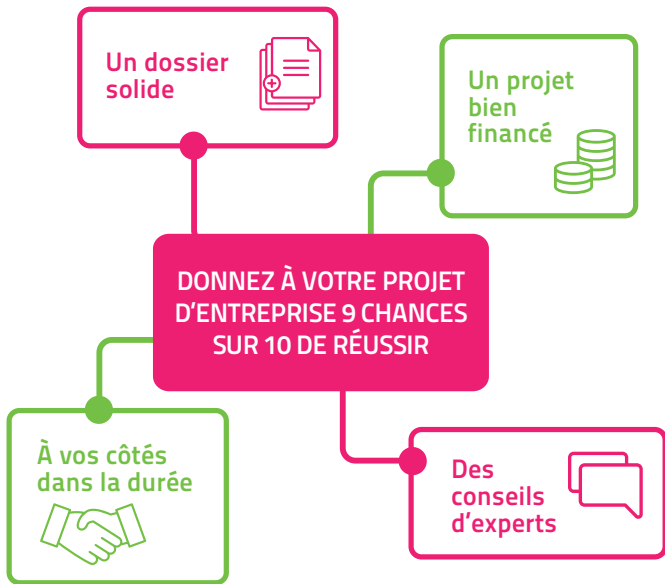 Un dossier
solide
Un projet
bien
financé
DONNEZ À VOTRE PROJET
D'ENTREPRISE 9 CHANCES
SUR 10 DE RÉUSSIR
À vos côtés
dans la durée
Des
conseils
d'experts